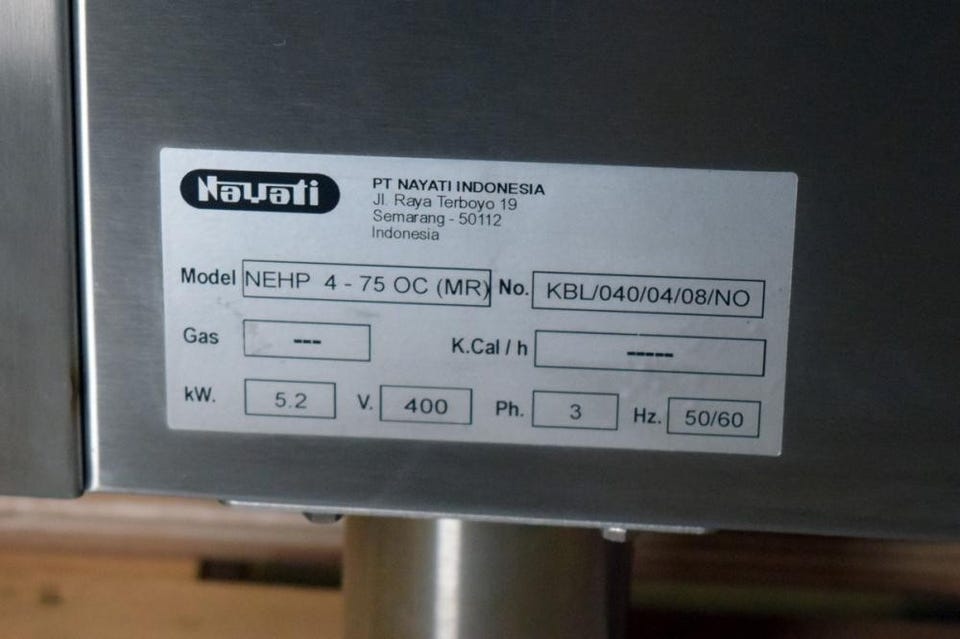 Nayati
PT NAYATI INDONESIA
Jl. Raya Terboyo 19
Semarang - 50112
Indonesia
Model NEHP 4 - 75 OC (MR) No. KBL/040/04/08/NO
Gas --- K.Cal / h -----
kW. 5.2 V. 400 Ph. 3 Hz. 50/60